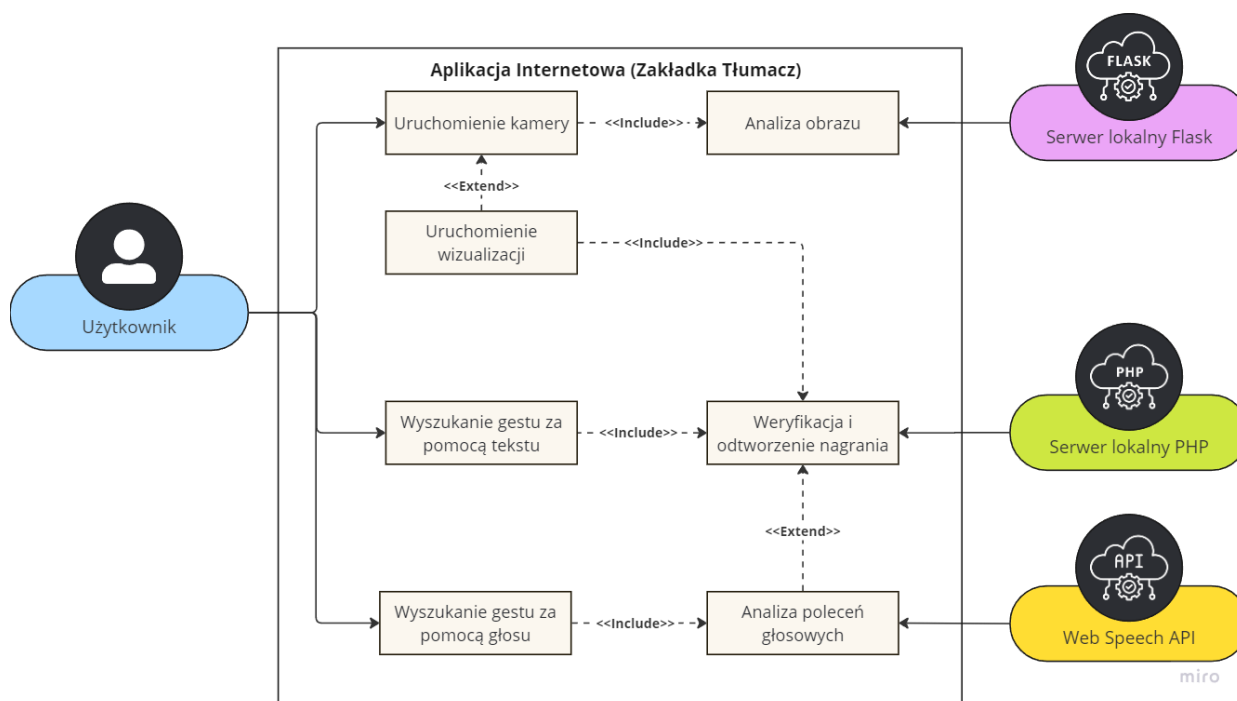 Aplikacja Internetowa (Zakładka Tłumacz)
FLASK
Uruchomienie kamery
<<Include>>
Analiza obrazu
Serwer lokalny Flask
<<Extend>>
Uruchomienie
wizualizacji
<<Include>>
Użytkownik
PHP
Wyszukanie gestu za
pomocą tekstu
<<Include>>
Weryfikacja i
odtworzenie nagrania
Serwer lokalny PHP
<<Extend>>
API
Wyszukanie gestu za
pomocą głosu
<<Include>>
Analiza poleceń
głosowych
Web Speech API
miro